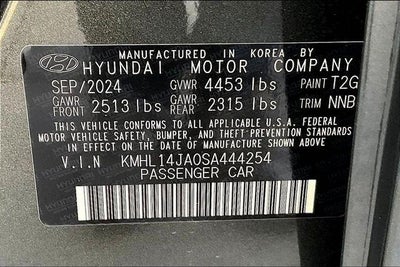 MANUFACTURED IN KOREA BY
HYUNDAI MOTOR COMPANY
SEP/2024 GVWR 4453 lbs PAINT T2G
GAWR FRONT 2513 lbs GAWR REAR 2315 lbs TRIM NNB
THIS VEHICLE CONFORMS TO ALL APPLICABLE U.S.A. FEDERAL
MOTOR VEHICLE SAFETY, BUMPER, AND THEFT PREVENTION STANDARDS
IN EFFECT ON THE DATE OF MANUFACTURE SHOWN ABOVE
V.I.N KMHL14JA0SA444254
PASSENGER CAR